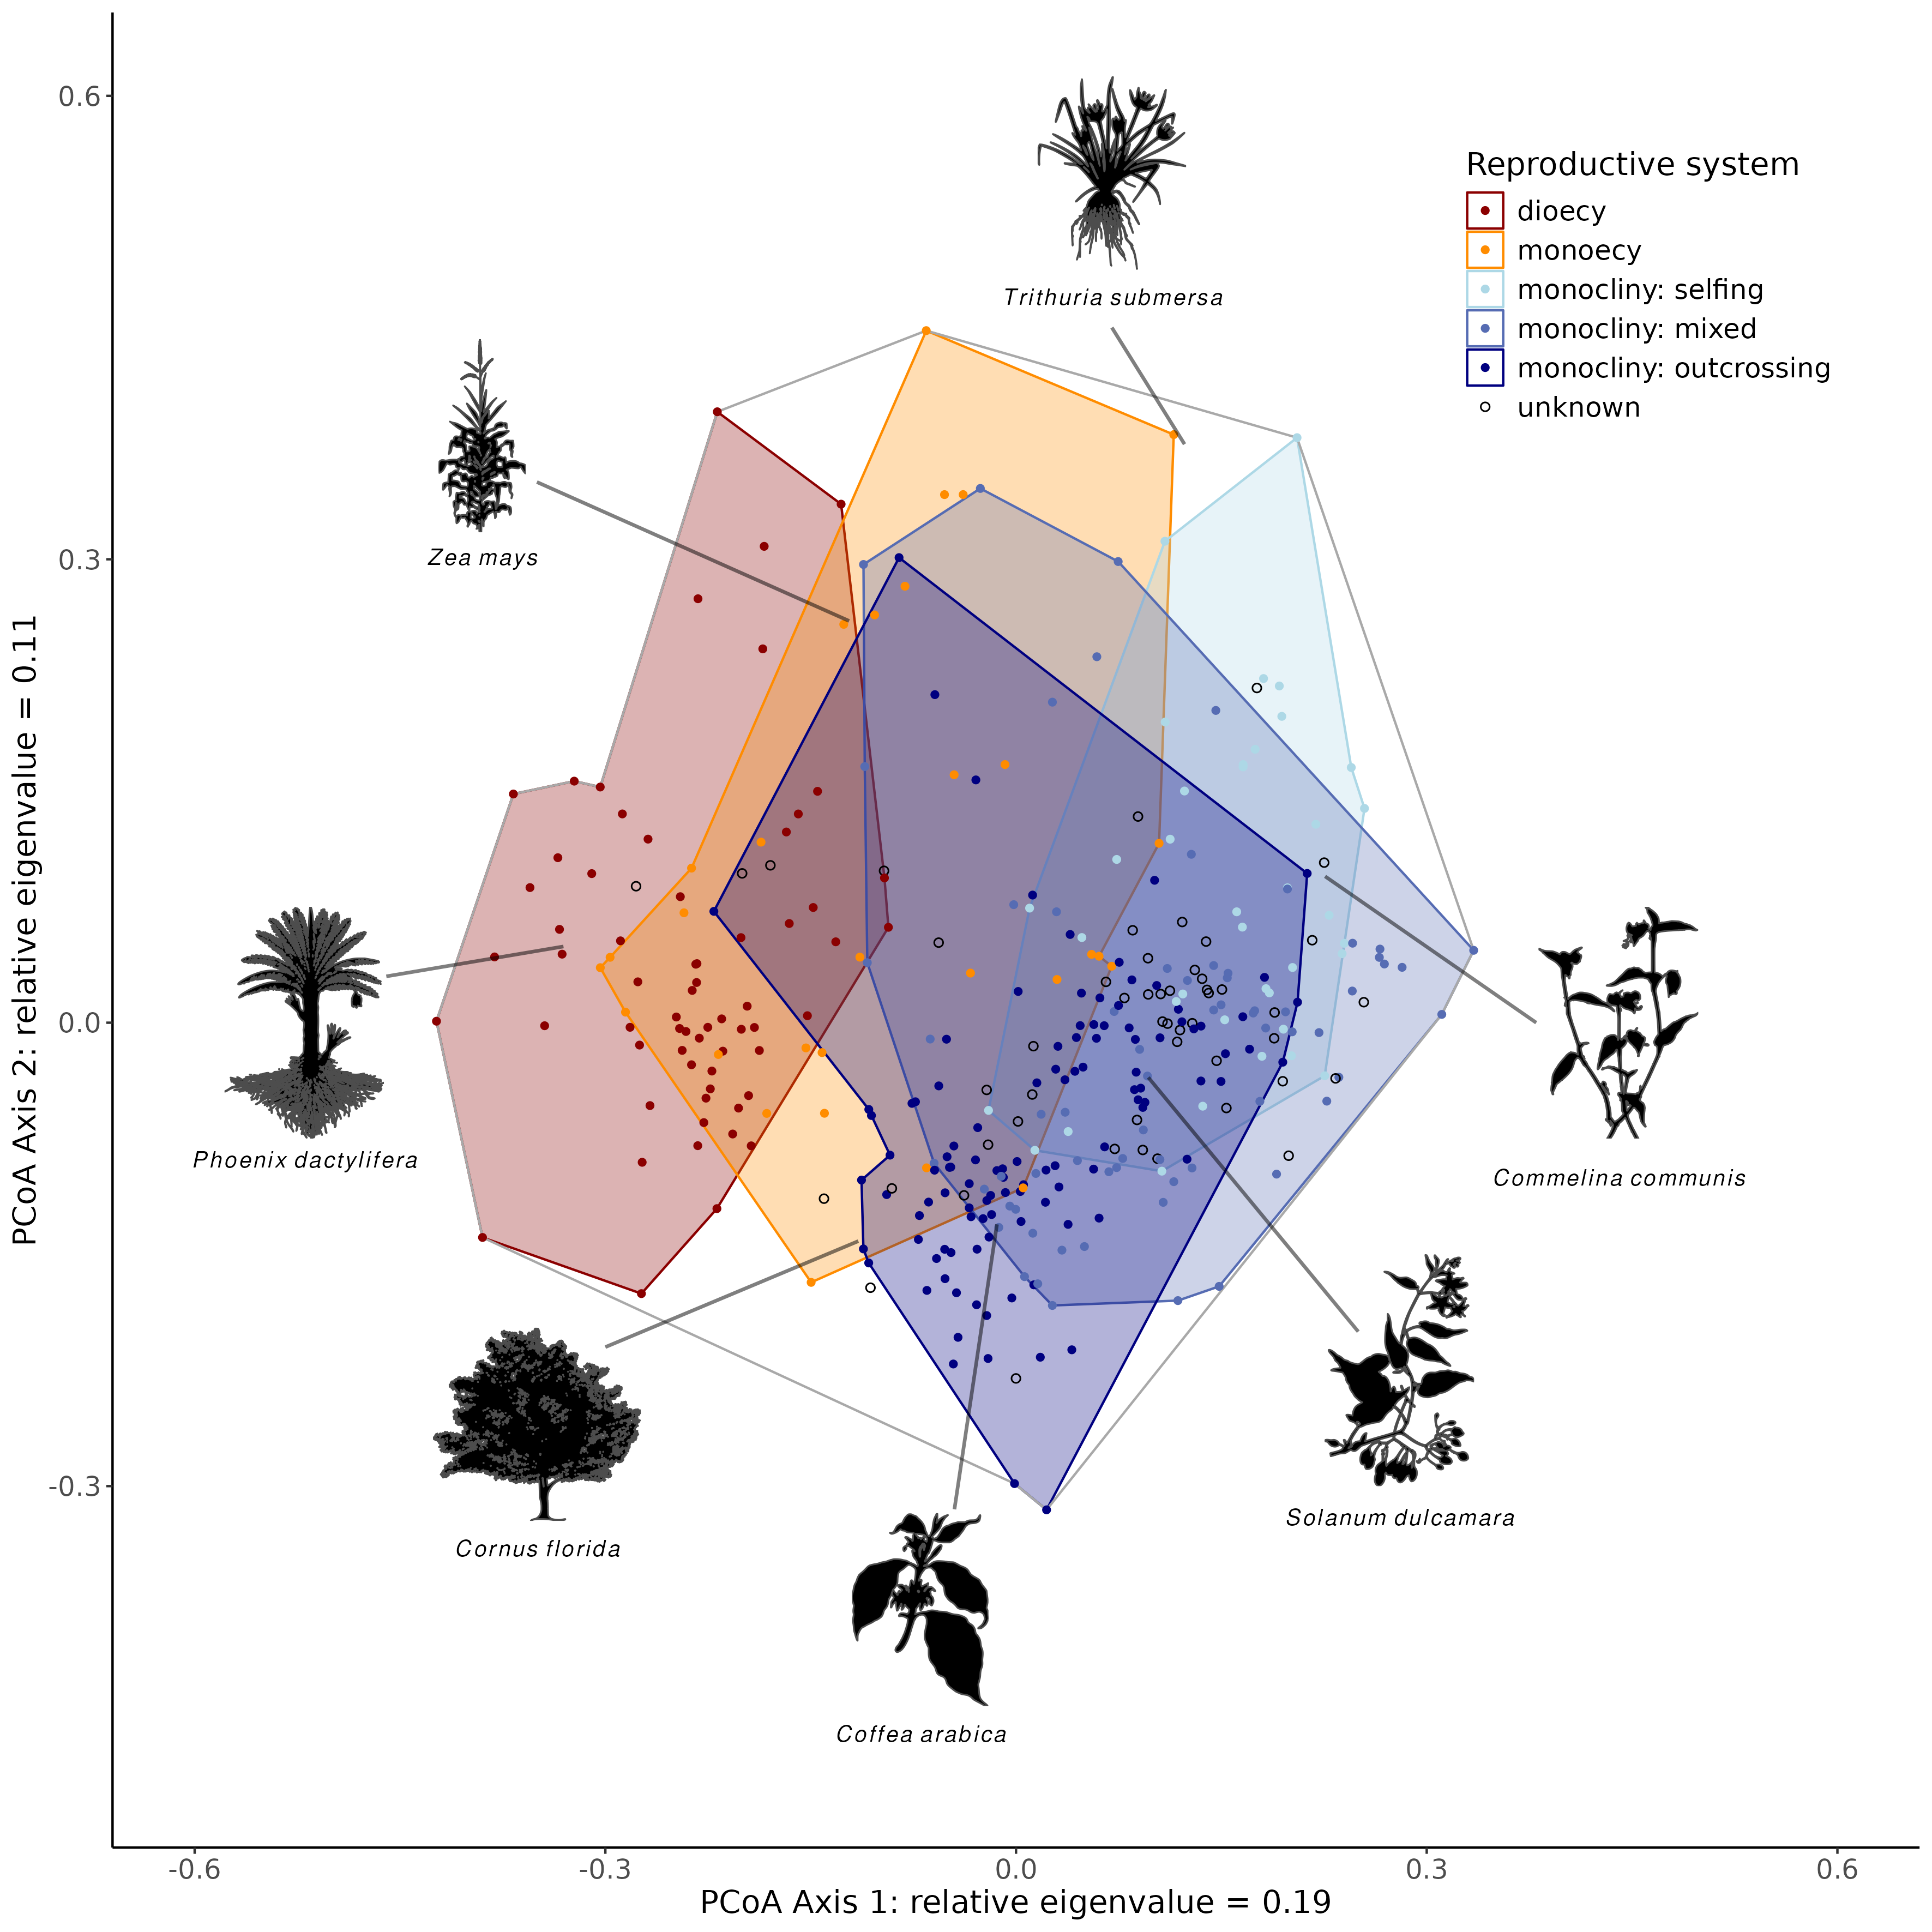 Trithuria submersa
Reproductive system
dioecy
monoecy
monocliny: selfing
monocliny: mixed
monocliny: outcrossing
unknown
Zea mays
Phoenix dactylifera
Commelina communis
Cornus florida
Solanum dulcamara
Coffea arabica
PCoA Axis 2: relative eigenvalue = 0.11
0.6
0.3
0.0
-0.3
-0.6
-0.3
0.0
0.3
0.6
PCoA Axis 1: relative eigenvalue = 0.19